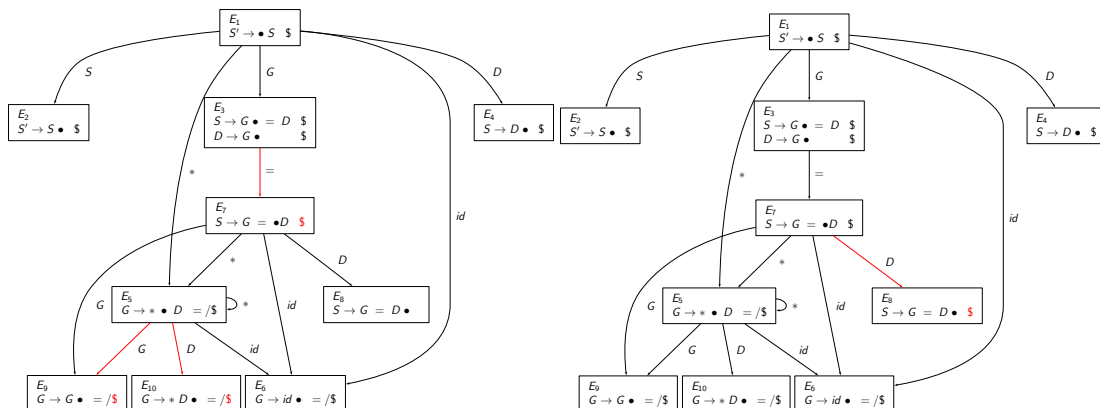 E1
S′ → • S $
S
G
D
E2
S′ → S • $
E3
S → G • = D $
D → G • $
E4
S → D • $
*
=
id
E7
S → G = •D $
G
*
id
D
E5
G → * • D = /$
*
E8
S → G = D •
G
D
id
E9
G → G • = /$
E10
G → * D • = /$
E6
G → id • = /$
E1
S′ → • S $
S
G
D
E2
S′ → S • $
E3
S → G • = D $
D → G • $
E4
S → D • $
*
=
id
E7
S → G = •D $
G
*
id
D
E5
G → * • D = /$
*
E8
S → G = D • $
G
D
id
E9
G → G • = /$
E10
G → * D • = /$
E6
G → id • = /$